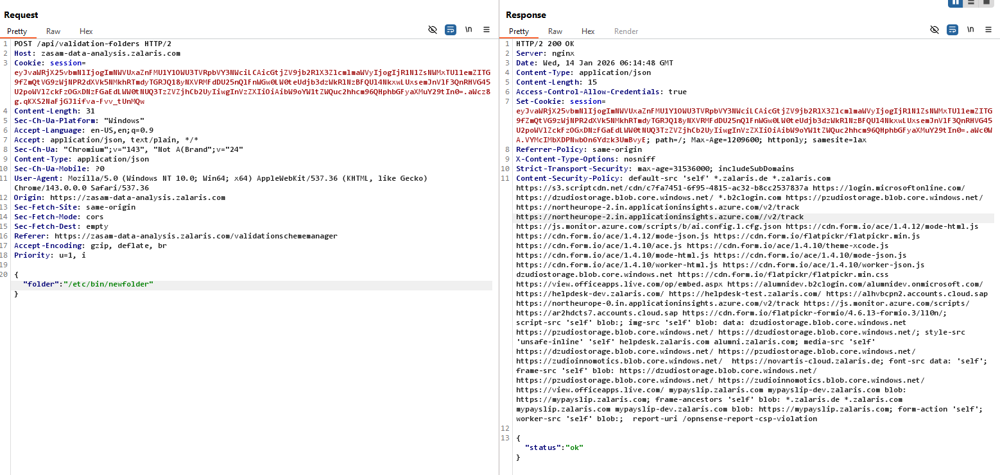 Request
Pretty Raw Hex
\n
1 POST /api/validation-folders HTTP/2
2 Host: zasam-data-analysis.zalaris.com
3 Cookie: session=
4 Content-Length: 31
5 Sec-Ch-Ua-Platform: "Windows"
6 Accept-Language: en-US,en;q=0.9
7 Accept: application/json, text/plain, */*
8 Sec-Ch-Ua: "Chromium";v="143", "Not A(Brand";v="24"
9 Content-Type: application/json
10 Sec-Ch-Ua-Mobile: ?0
11 User-Agent: Mozilla/5.0 (Windows NT 10.0; Win64; x64) AppleWebKit/537.36 (KHTML, like Gecko)
Chrome/143.0.0.0 Safari/537.36
12 Origin: https://zasam-data-analysis.zalaris.com
13 Sec-Fetch-Site: same-origin
14 Sec-Fetch-Mode: cors
15 Sec-Fetch-Dest: empty
16 Referer: https://zasam-data-analysis.zalaris.com/validationschememanager
17 Accept-Encoding: gzip, deflate, br
18 Priority: u=1, i
19
20 {
"folder":"/etc/bin/newfolder"
}
Response
Pretty Raw Hex Render
\n
1 HTTP/2 200 OK
2 Server: nginx
3 Date: Wed, 14 Jan 2026 06:14:48 GMT
4 Content-Type: application/json
5 Content-Length: 15
6 Access-Control-Allow-Credentials: true
7 Set-Cookie: session=
; path=/; Max-Age=1209600; httponly; samesite=lax
8 Referrer-Policy: same-origin
9 X-Content-Type-Options: nosniff
10 Strict-Transport-Security: max-age=31536000; includeSubDomains
11 Content-Security-Policy: default-src 'self' *.zalaris.de *.zalaris.com
https://s3.scriptcdn.net/cdn/c7fa7451-6f95-4815-ac32-b8cc2537837a https://login.microsoftonline.com/
https://dzudiostorage.blob.core.windows.net/ *.b2clogin.com https://pzudiostorage.blob.core.windows.net/
https://northeurope-2.in.applicationinsights.azure.com/v2/track
https://northeurope-2.in.applicationinsights.azure.com//v2/track
https://js.monitor.azure.com/scripts/b/ai.config.1.cfg.json https://cdn.form.io/ace/1.4.12/mode-html.js
https://cdn.form.io/ace/1.4.12/mode-json.js https://cdn.form.io/flatpickr/flatpickr.min.js
https://cdn.form.io/ace/1.4.10/ace.js https://cdn.form.io/ace/1.4.10/theme-xcode.js
https://cdn.form.io/ace/1.4.10/mode-html.js https://cdn.form.io/ace/1.4.10/mode-json.js
https://cdn.form.io/ace/1.4.10/worker-html.js https://cdn.form.io/ace/1.4.10/worker-json.js
dzudiostorage.blob.core.windows.net https://cdn.form.io/flatpickr/flatpickr.min.css
https://view.officeapps.live.com/op/embed.aspx https://alumnidev.b2clogin.com/alumnidev.onmicrosoft.com/
https://helpdesk-dev.zalaris.com/ https://helpdesk-test.zalaris.com/ https://alhvbcpn2.accounts.cloud.sap
https://northeurope-0.in.applicationinsights.azure.com/v2/track https://js.monitor.azure.com/scripts/
https://ar2hdcts7.accounts.cloud.sap https://cdn.form.io/flatpickr-formio/4.6.13-formio.3/l10n/;
script-src 'self' blob:; img-src 'self' blob: data: dzudiostorage.blob.core.windows.net
https://pzudiostorage.blob.core.windows.net/ https://dzudiostorage.blob.core.windows.net/; style-src
'unsafe-inline' 'self' helpdesk.zalaris.com alumni.zalaris.com; media-src 'self'
https://dzudiostorage.blob.core.windows.net/ https://pzudiostorage.blob.core.windows.net/
https://zudioinnomotics.blob.core.windows.net/ https://novartis-cloud.zalaris.de; font-src data: 'self';
frame-src 'self' blob: https://dzudiostorage.blob.core.windows.net/
https://pzudiostorage.blob.core.windows.net/ https://zudioinnomotics.blob.core.windows.net/
https://view.officeapps.live.com/ mypayslip.zalaris.com mypayslip-dev.zalaris.com blob:
https://mypayslip.zalaris.com; frame-ancestors 'self' blob: *.zalaris.de *.zalaris.com
mypayslip.zalaris.com mypayslip-dev.zalaris.com blob: https://mypayslip.zalaris.com; form-action 'self';
worker-src 'self' blob:; report-uri /opnsense-report-csp-violation
12
13 {
"status":"ok"
}